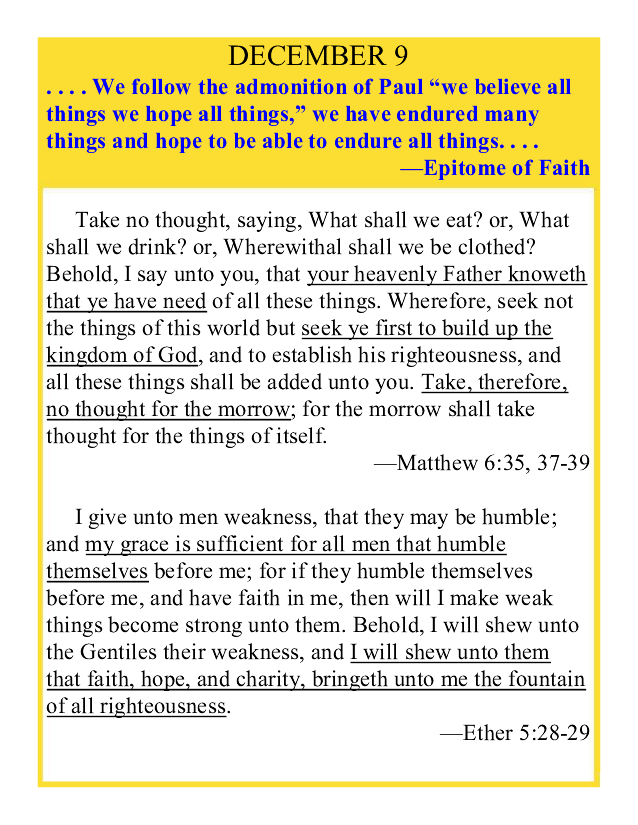 DECEMBER 9
. . . . We follow the admonition of Paul “we believe all
things we hope all things,” we have endured many
things and hope to be able to endure all things. . . .
—Epitome of Faith
Take no thought, saying, What shall we eat? or, What
shall we drink? or, Wherewithal shall we be clothed?
Behold, I say unto you, that your heavenly Father knoweth
that ye have need of all these things. Wherefore, seek not
the things of this world but seek ye first to build up the
kingdom of God, and to establish his righteousness, and
all these things shall be added unto you. Take, therefore,
no thought for the morrow; for the morrow shall take
thought for the things of itself.
—Matthew 6:35, 37-39
I give unto men weakness, that they may be humble;
and my grace is sufficient for all men that humble
themselves before me; for if they humble themselves
before me, and have faith in me, then will I make weak
things become strong unto them. Behold, I will shew unto
the Gentiles their weakness, and I will shew unto them
that faith, hope, and charity, bringeth unto me the fountain
of all righteousness.
—Ether 5:28-29